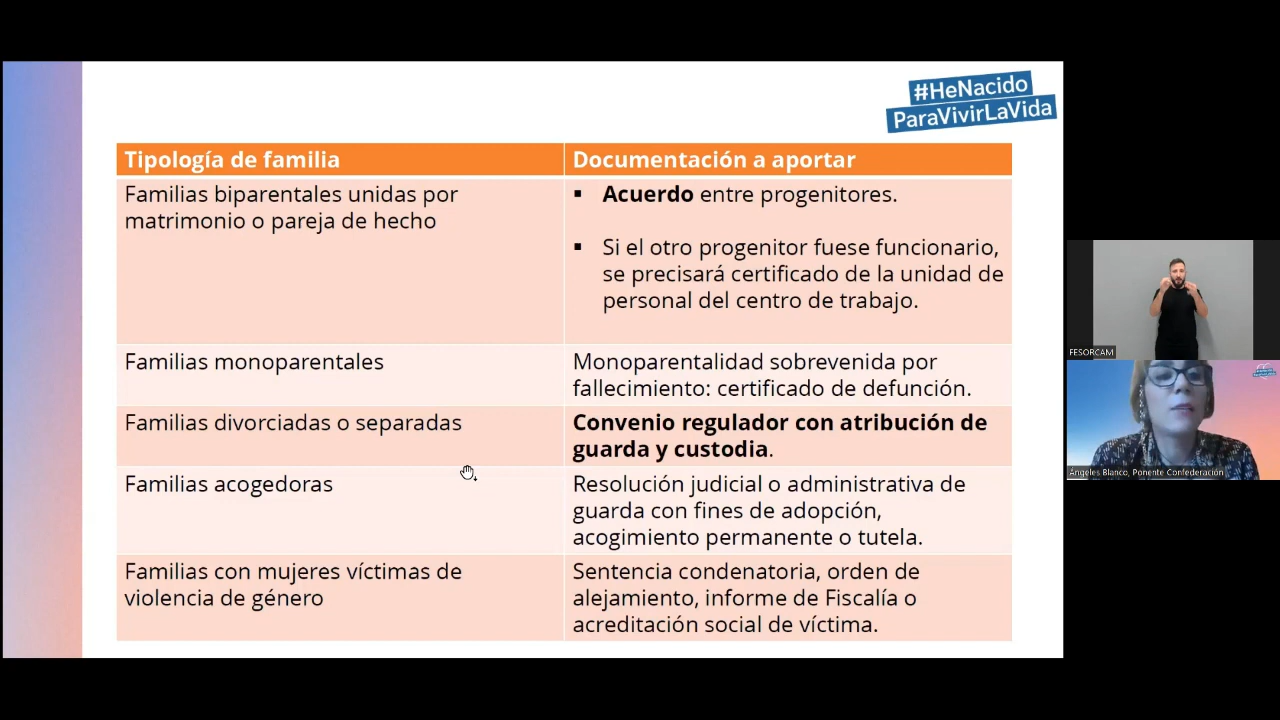 #HeNacido
ParaVivirLaVida
Tipología de familia
Documentación a aportar
Familias biparentales unidas por
matrimonio o pareja de hecho
▪ Acuerdo entre progenitores.
▪ Si el otro progenitor fuese funcionario,
se precisará certificado de la unidad de
personal del centro de trabajo.
Familias monoparentales
Monoparentalidad sobrevenida por
fallecimiento: certificado de defunción.
Familias divorciadas o separadas
Convenio regulador con atribución de
guarda y custodia.
Familias acogedoras
Resolución judicial o administrativa de
guarda con fines de adopción,
acogimiento permanente o tutela.
Familias con mujeres víctimas de
violencia de género
Sentencia condenatoria, orden de
alejamiento, informe de Fiscalía o
acreditación social de víctima.
FESORCAM
Ángeles Blanco, Ponente Confederación